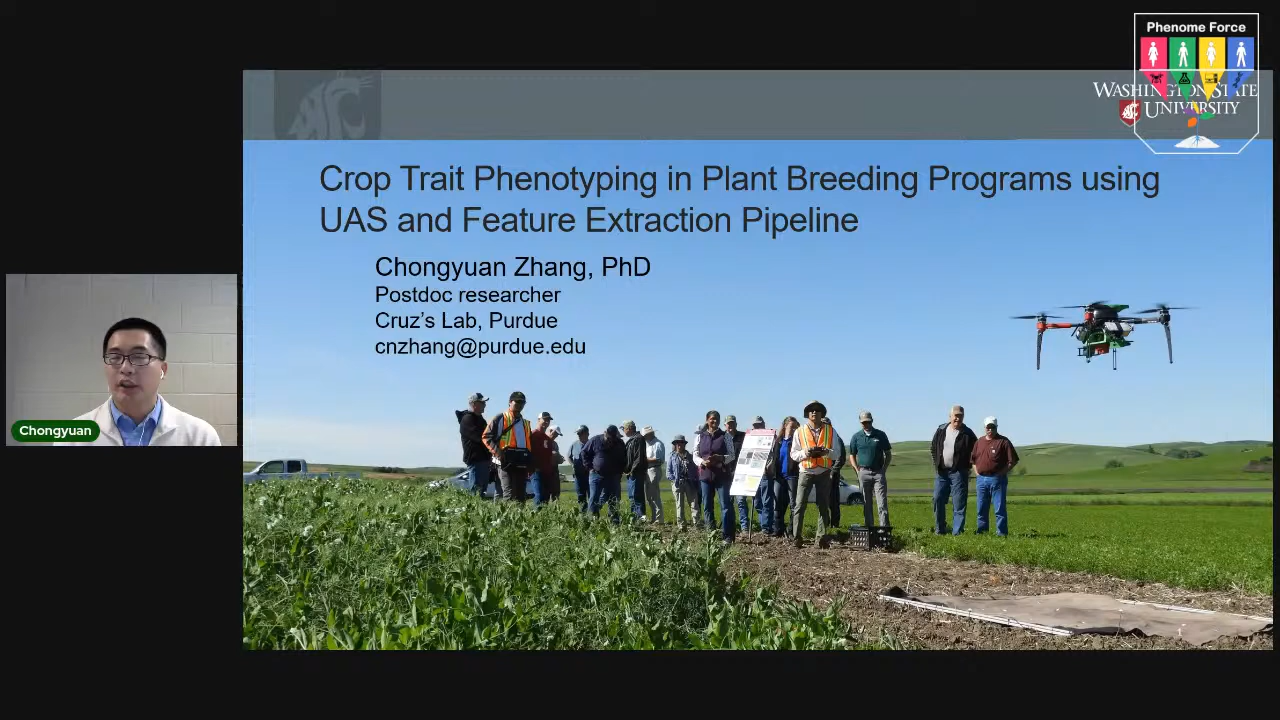 Phenome Force
WASHINGTON STATE
UNIVERSITY
Crop Trait Phenotyping in Plant Breeding Programs using
UAS and Feature Extraction Pipeline
Chongyuan Zhang, PhD
Postdoc researcher
Cruz's Lab, Purdue
cnzhang@purdue.edu
Chongyuan